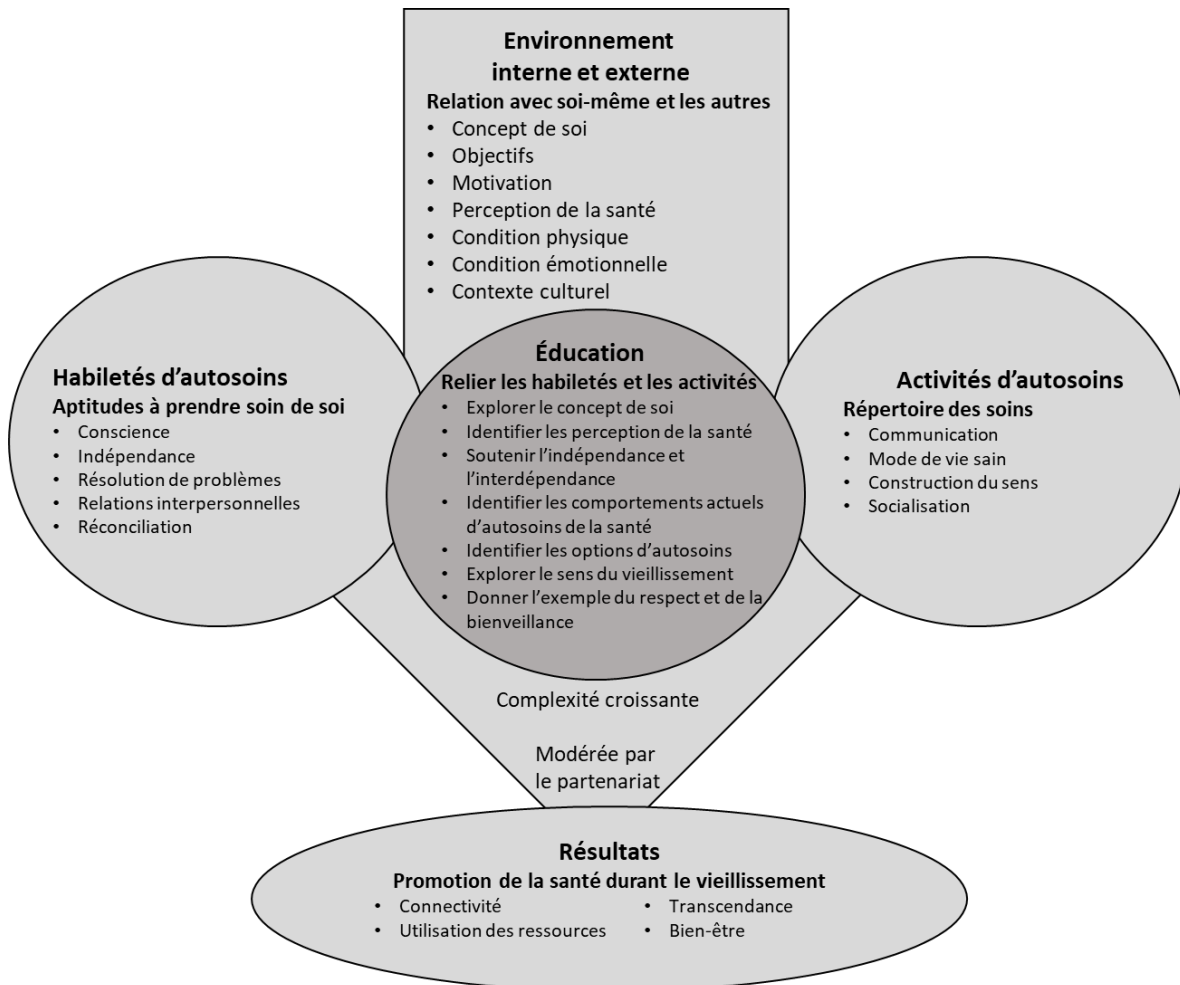 Environnement
interne et externe
Relation avec soi-même et les autres
• Concept de soi
• Objectifs
• Motivation
• Perception de la santé
• Condition physique
• Condition émotionnelle
• Contexte culturel
Habiletés d'autosoins
Aptitudes à prendre soin de soi
• Conscience
• Indépendance
• Résolution de problèmes
• Relations interpersonnelles
• Réconciliation
Éducation
Relier les habiletés et les activités
• Explorer le concept de soi
• Identifier les perception de la santé
• Soutenir l'indépendance et
l'interdépendance
• Identifier les comportements actuels
d'autosoins de la santé
• Identifier les options d'autosoins
• Explorer le sens du vieillissement
• Donner l'exemple du respect et de la
bienveillance
Activités d'autosoins
Répertoire des soins
• Communication
• Mode de vie sain
• Construction du sens
• Socialisation
Complexité croissante
Modérée par
le partenariat
Résultats
Promotion de la santé durant le vieillissement
• Connectivité
• Utilisation des ressources
• Transcendance
• Bien-être